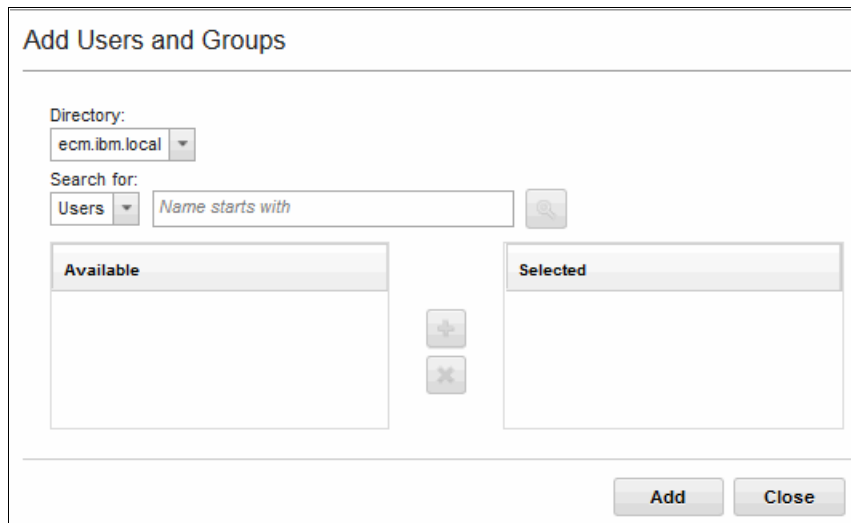 Add Users and Groups
Directory:
ecm.ibm.local
Search for:
Users Name starts with
Available Selected
Add Close